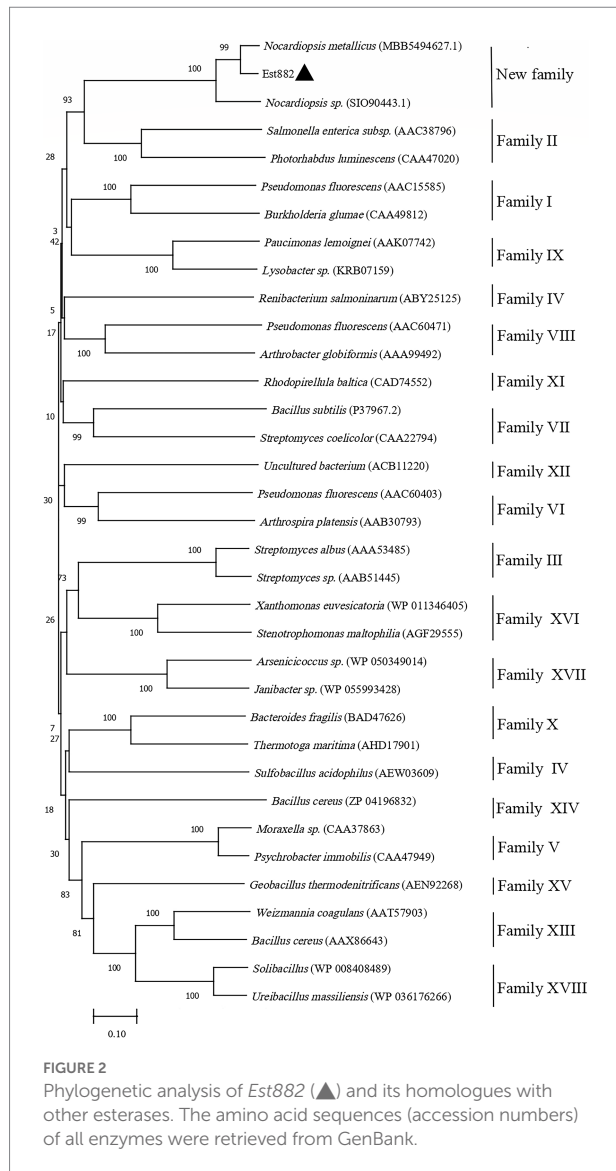 99
Nocardiopsis metallicus (MBB5494627.1)
100
Est882▲
New family
93
Nocardiopsis sp. (SIO90443.1)
Salmonella enterica subsp. (AAC38796)
Family II
28
100
Photorhabdus luminescens (CAA47020)
100
Pseudomonas fluorescens (AAC15585)
Family I
Burkholderia glumae (CAA49812)
3
42
Paucimonas lemoignei (AAK07742)
Family IX
100
Lysobacter sp. (KRB07159)
5
Renibacterium salmoninarum (ABY25125)
Family IV
17
Pseudomonas fluorescens (AAC60471)
Family VIII
100
Arthrobacter globiformis (AAA99492)
Rhodopirellula baltica (CAD74552)
Family XI
10
Bacillus subtilis (P37967.2)
Family VII
99
Streptomyces coelicolor (CAA22794)
Uncultured bacterium (ACB11220)
Family XII
30
Pseudomonas fluorescens (AAC60403)
Family VI
99
Arthrospira platensis (AAB30793)
100
Streptomyces albus (AAA53485)
Family III
73
Streptomyces sp. (AAB51445)
26
Xanthomonas euvesicatoria (WP 011346405)
Family XVI
100
Stenotrophomonas maltophilia (AGF29555)
Arsenicicoccus sp. (WP 050349014)
Family XVII
100
Janibacter sp. (WP 055993428)
7
100
Bacteroides fragilis (BAD47626)
Family X
27
Thermotoga maritima (AHD17901)
Sulfobacillus acidophilus (AEW03609)
Family IV
18
Bacillus cereus (ZP 04196832)
Family XIV
100
Moraxella sp. (CAA37863)
Family V
30
Psychrobacter immobilis (CAA47949)
83
Geobacillus thermodenitrificans (AEN92268)
Family XV
81
100
Weizmannia coagulans (AAT57903)
Family XIII
Bacillus cereus (AAX86643)
100
Solibacillus (WP 008408489)
Family XVIII
100
Ureibacillus massiliensis (WP 036176266)
0.10
FIGURE 2
Phylogenetic analysis of Est882 (▲) and its homologues with
other esterases. The amino acid sequences (accession numbers)
of all enzymes were retrieved from GenBank.